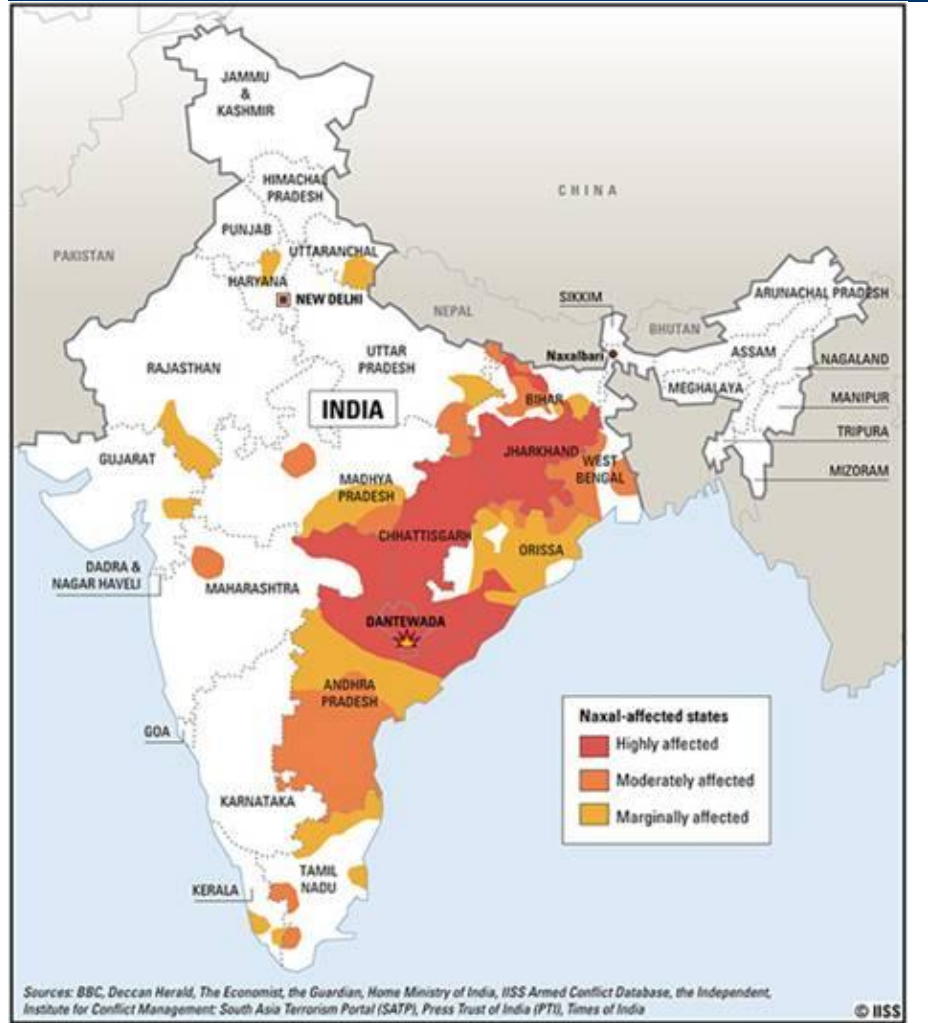 JAMMU
&
KASHMIR
HIMACHAL
PRADESH
CHINA
PUNJAB
PAKISTAN
UTTARANCHAL
HARYANA
NEW DELHI
SIKKIM
ARUNACHAL PRADESH
NEPAL
BHUTAN
Naxalbari
ASSAM
NAGALAND
UTTAR
PRADESH
RAJASTHAN
MEGHALAYA
BIHAR
MANIPUR
INDIA
TRIPURA
JHARKHAND
GUJARAT
WEST
BENGAL
MIZORAM
MADHYA
PRADESH
CHHATTISGARH
ORISSA
DADRA &
NAGAR HAVELI
MAHARASHTRA
DANTEWADA
ANDHRA
PRADESH
Naxal-affected states
Highly affected
Moderately affected
Marginally affected
GOA
KARNATAKA
TAMIL
NADU
KERALA
Sources: BBC, Deccan Herald, The Economist, the Guardian, Home Ministry of India, IISS Armed Conflict Database, the Independent,
Institute for Conflict Management: South Asia Terrorism Portal (SATP), Press Trust of India (PTI), Times of India
© IISS